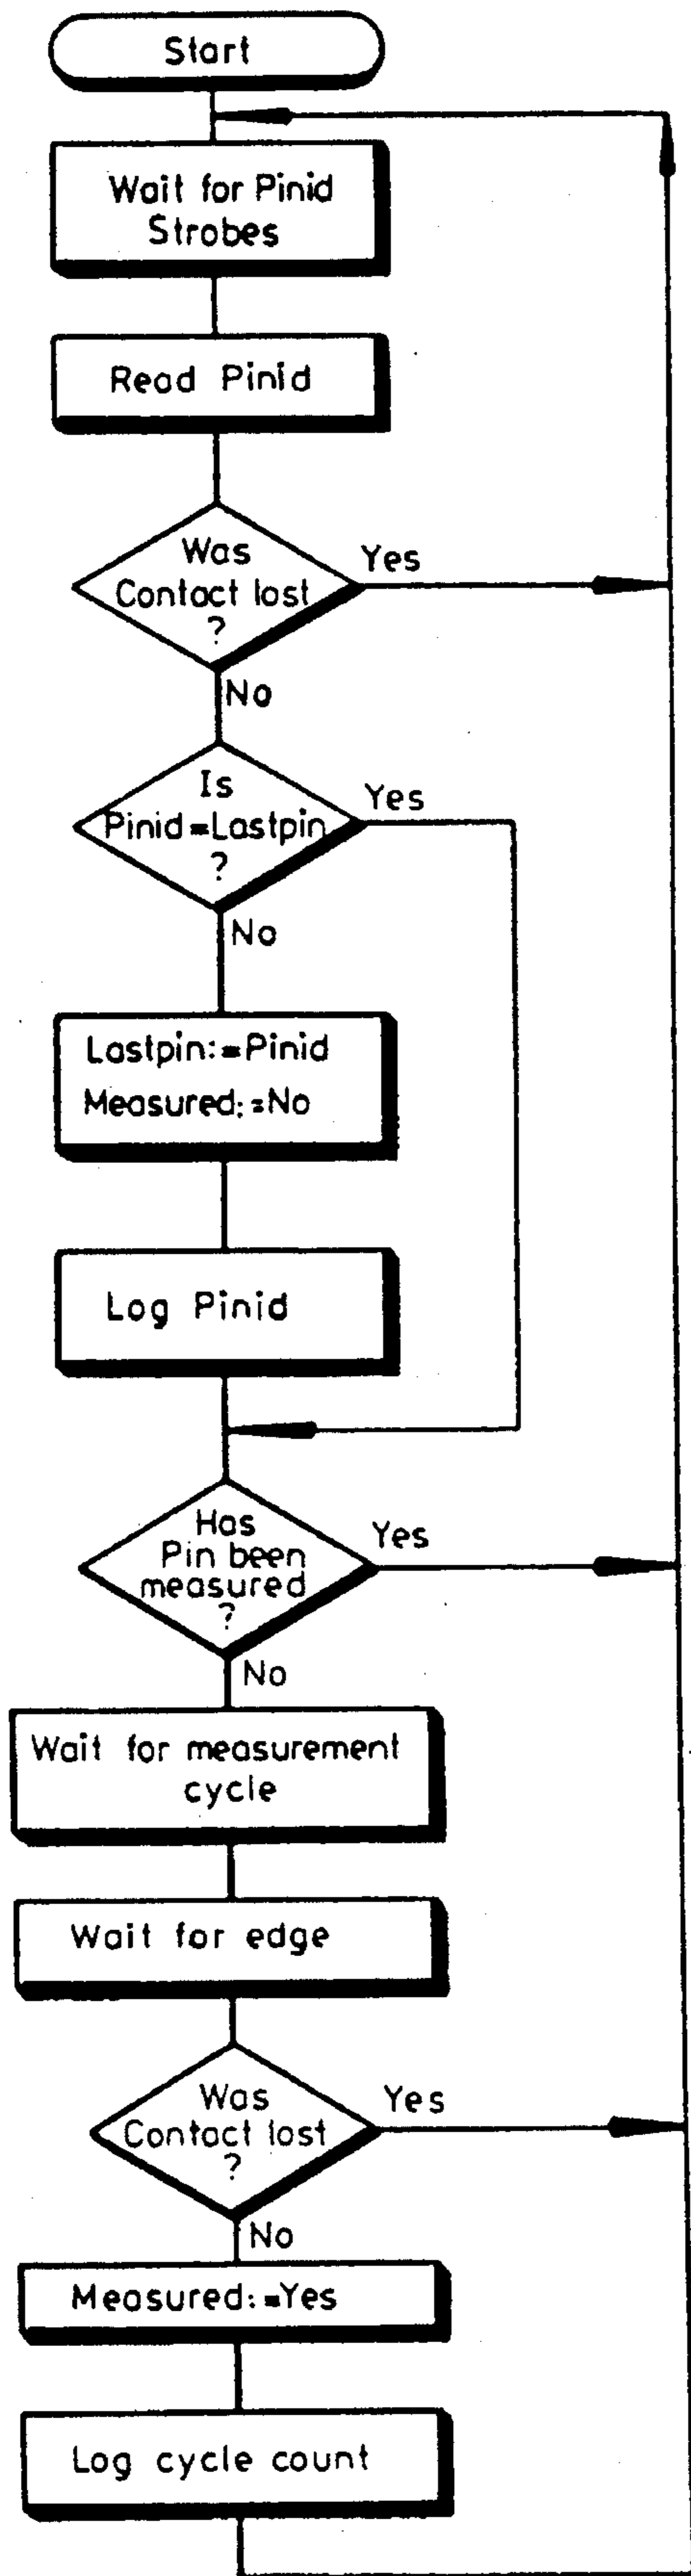 Start
Wait for Pinid
Strobes
Read Pinid
Was
Contact lost
?
Yes
No
Is
Pinid=Lastpin
?
Yes
No
Lastpin:=Pinid
Measured:=No
Log Pinid
Has
Pin been
measured
?
Yes
No
Wait for measurement
cycle
Wait for edge
Was
Contact lost
?
Yes
No
Measured:=Yes
Log cycle count